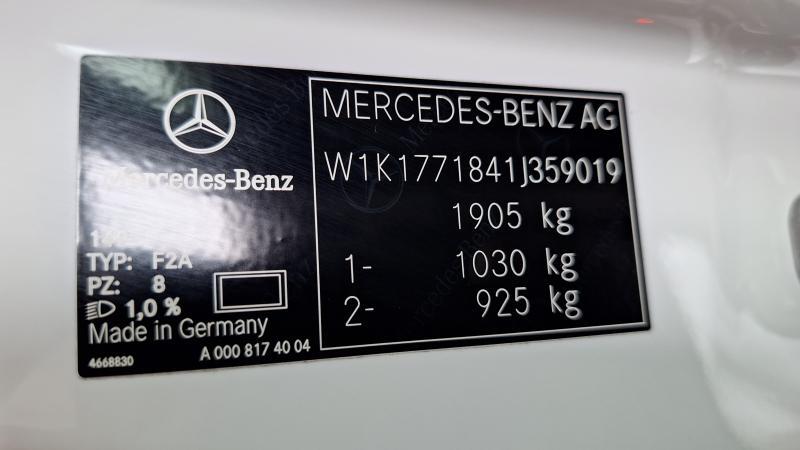 Mercedes-Benz
TYP: F2A
PZ: 8
1,0 %
Made in Germany
4668830
A 000 817 40 04
MERCEDES-BENZ AG
W1K1771841J359019
1905 kg
1- 1030 kg
2- 925 kg